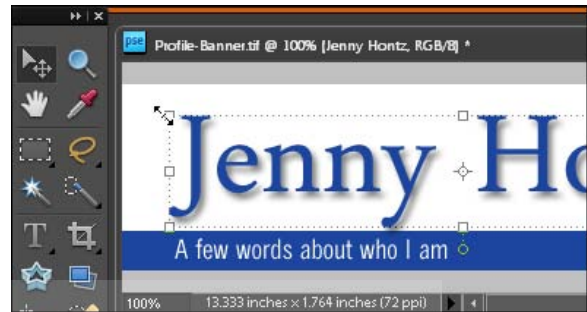 pse Profile-Banner.tif @ 100% (Jenny Hontz, RGB/8) *
Jenny Ho
A few words about who I am
T
100% 13.333 inches x 1.764 inches (72 ppi)